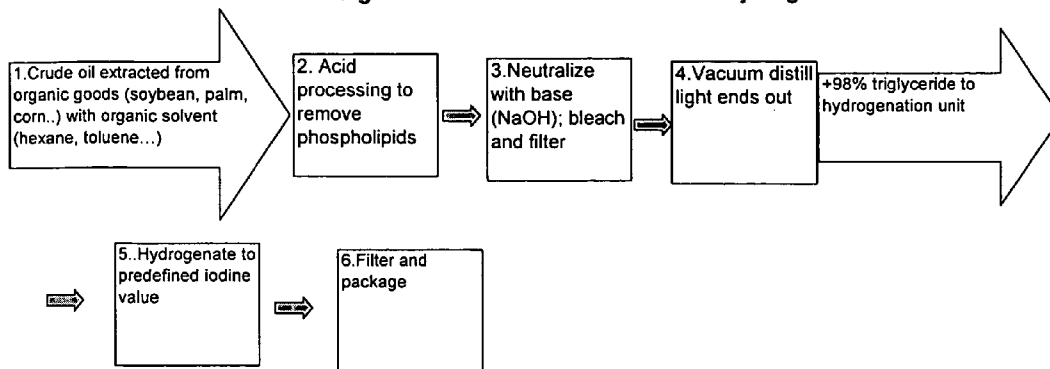 1.Crude oil extracted from
organic goods (soybean, palm,
corn..) with organic solvent
(hexane, toluene...)
2. Acid
processing to
remove
phospholipids
3.Neutralize
with base
(NaOH); bleach
and filter
4.Vacuum distill
light ends out
+98% triglyceride to
hydrogenation unit
5..Hydrogenate to
predefined iodine
value
6.Filter and
package